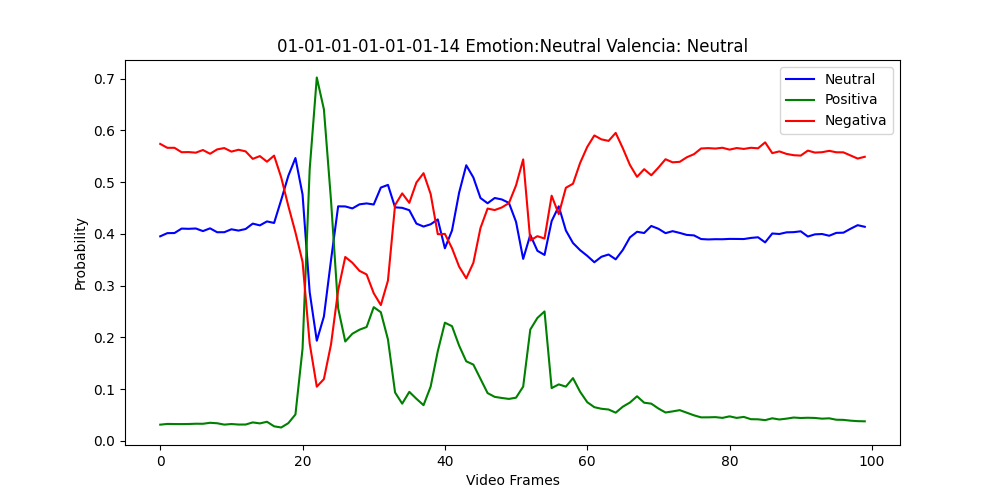 01-01-01-01-01-01-14 Emotion:Neutral Valencia: Neutral
Neutral
Positiva
Negativa
Probability
0.7
0.6
0.5
0.4
0.3
0.2
0.1
0.0
0 20 40 60 80 100
Video Frames